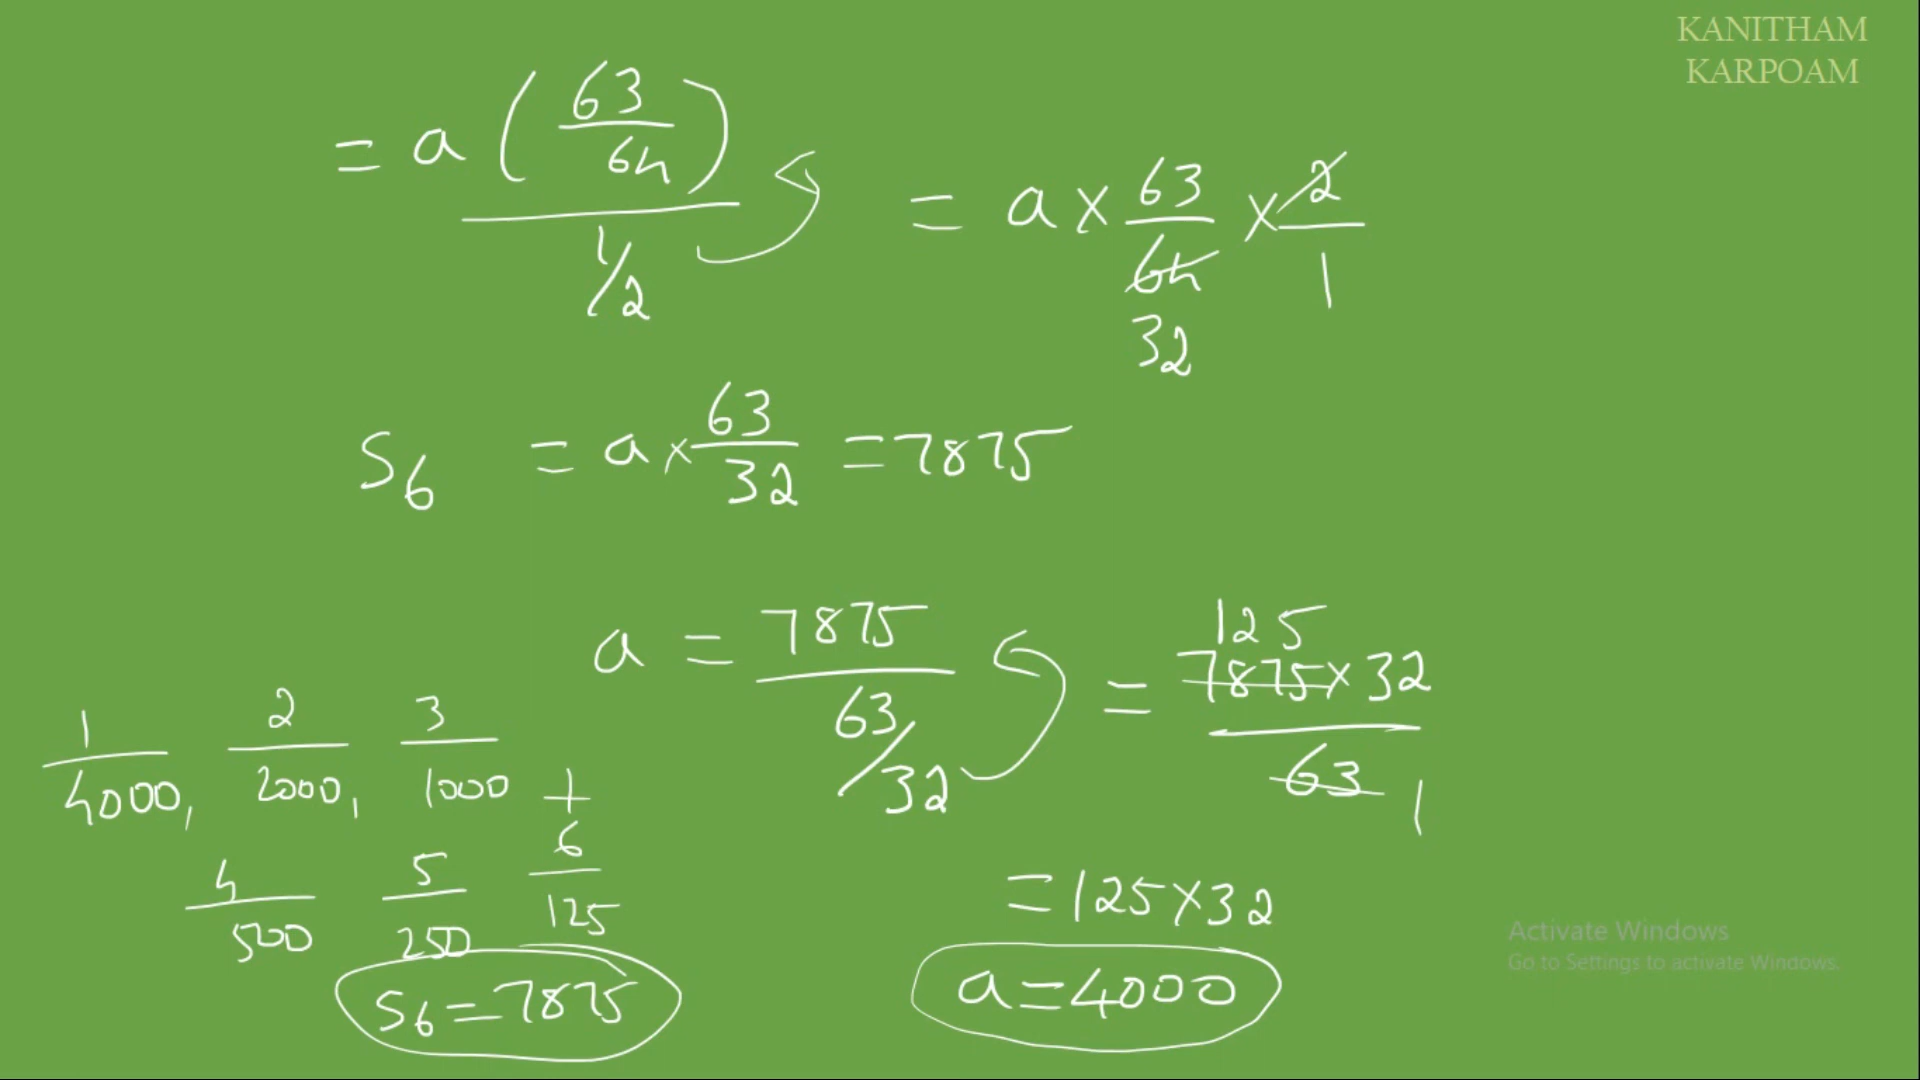 KANITHAM
KARPOAM
= a ( 63 / 64 ) / 1/2 = a × 63 / 64 × 2 / 1
32
S6 = a × 63 / 32 = 7875
a = 7875 / 63/32 = 7875 × 32 / 63
125
1
1 / 4000, 2 / 2000, 3 / 1000 +
4 / 500 5 / 250 6 / 125
= 125 × 32
S6 = 7875
a = 4000
Activate Windows
Go to Settings to activate Windows.